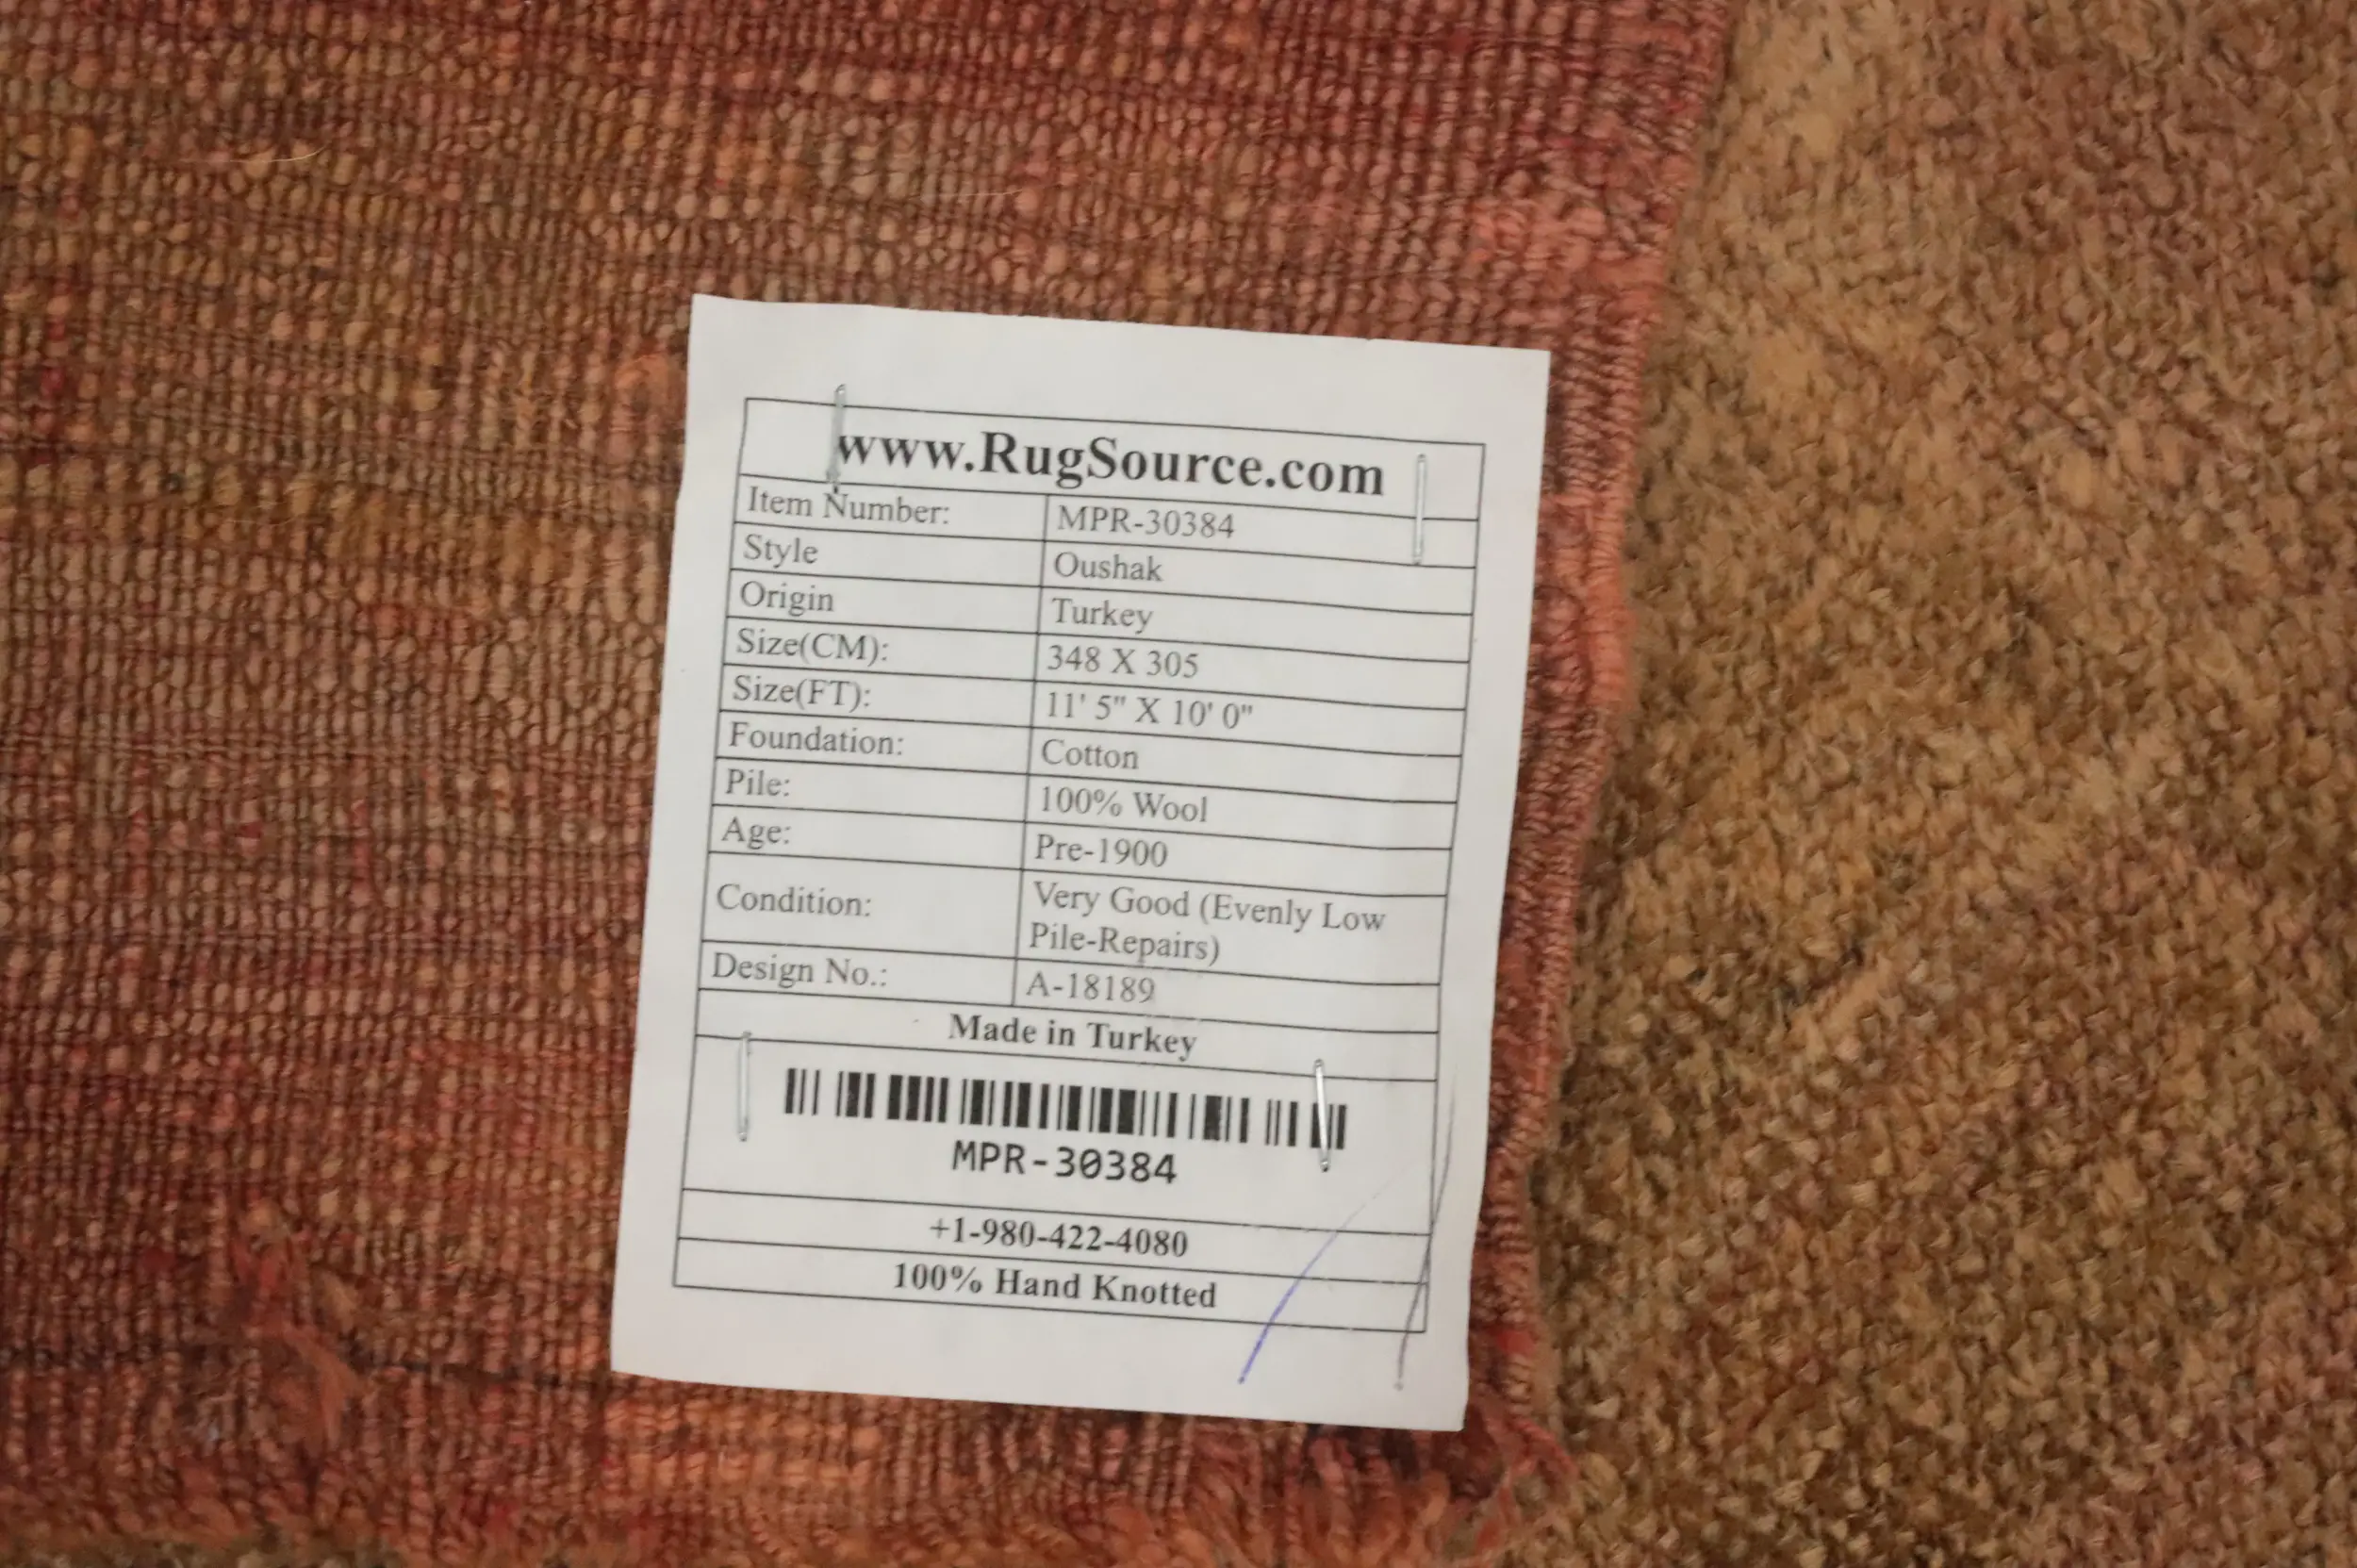 www.RugSource.com
Item Number: MPR-30384
Style Oushak
Origin Turkey
Size(CM): 348 X 305
Size(FT): 11' 5" X 10' 0"
Foundation: Cotton
Pile: 100% Wool
Age: Pre-1900
Condition: Very Good (Evenly Low
Pile-Repairs)
Design No.: A-18189
Made in Turkey
MPR-30384
+1-980-422-4080
100% Hand Knotted